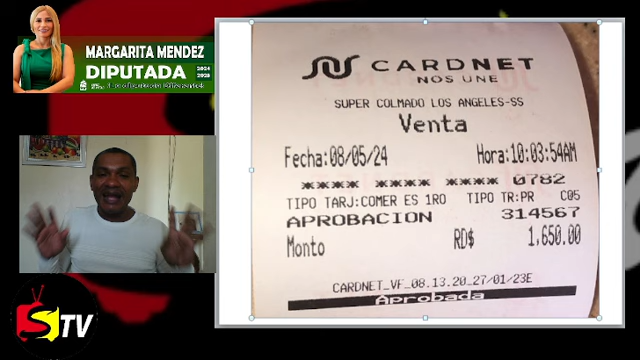 MARGARITA MENDEZ
DIPUTADA
2024
2028
CARDNET
NOS UNE
SUPER COLMADO LOS ANGELES-SS
Venta
Fecha:08/05/24 Hora:10:03:54AM
**** **** **** 0782
TIPO TARJ:COMER ES 1RO TIPO TR:PR C05
APROBACION 314567
Monto RD$ 1,650.00
CARDNET_VF_08.13.20_27/01/23E
Aprobada
S TV